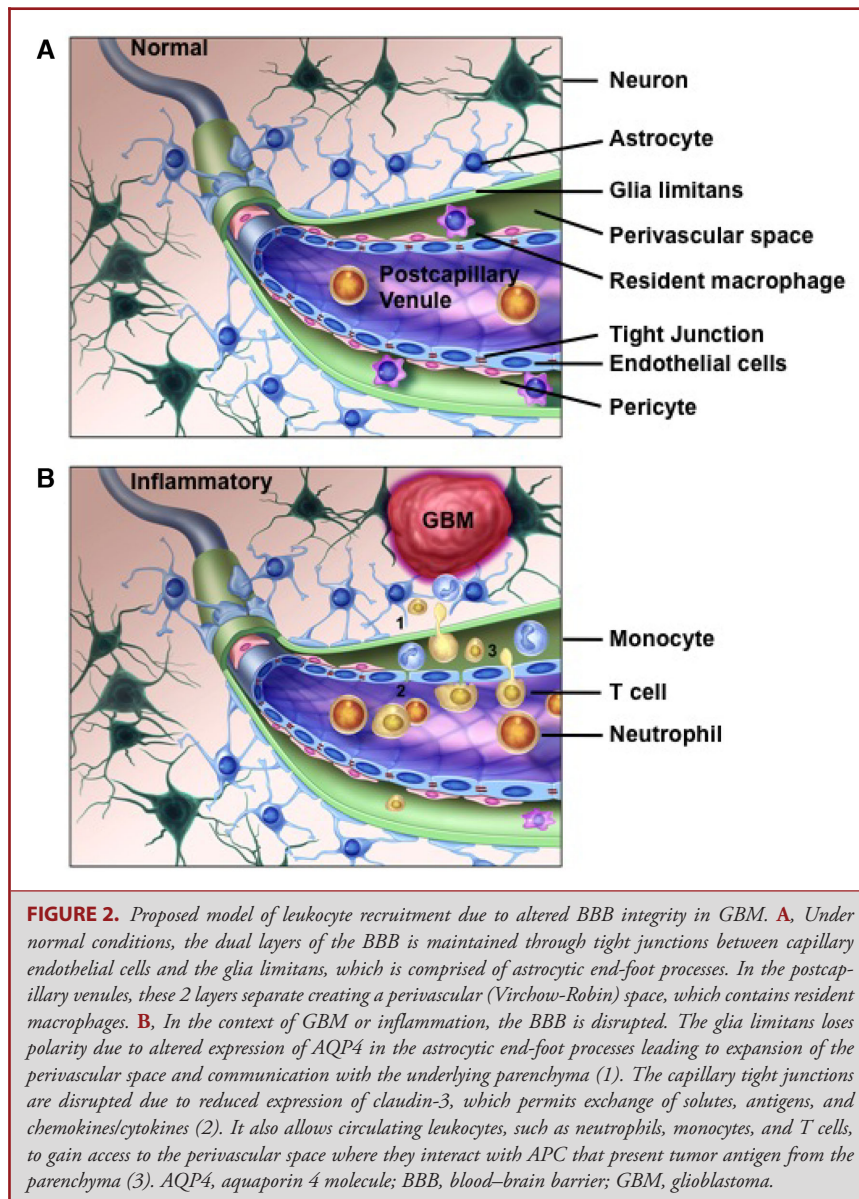 A
Normal
Neuron
Astrocyte
Glia limitans
Perivascular space
Resident macrophage
Postcapillary
Venule
Tight Junction
Endothelial cells
Pericyte
B
Inflammatory
GBM
1
3
2
Monocyte
T cell
Neutrophil
FIGURE 2. Proposed model of leukocyte recruitment due to altered BBB integrity in GBM. A, Under
normal conditions, the dual layers of the BBB is maintained through tight junctions between capillary
endothelial cells and the glia limitans, which is comprised of astrocytic end-foot processes. In the postcap-
illary venules, these 2 layers separate creating a perivascular (Virchow-Robin) space, which contains resident
macrophages. B, In the context of GBM or inflammation, the BBB is disrupted. The glia limitans loses
polarity due to altered expression of AQP4 in the astrocytic end-foot processes leading to expansion of the
perivascular space and communication with the underlying parenchyma (1). The capillary tight junctions
are disrupted due to reduced expression of claudin-3, which permits exchange of solutes, antigens, and
chemokines/cytokines (2). It also allows circulating leukocytes, such as neutrophils, monocytes, and T cells,
to gain access to the perivascular space where they interact with APC that present tumor antigen from the
parenchyma (3). AQP4, aquaporin 4 molecule; BBB, blood–brain barrier; GBM, glioblastoma.